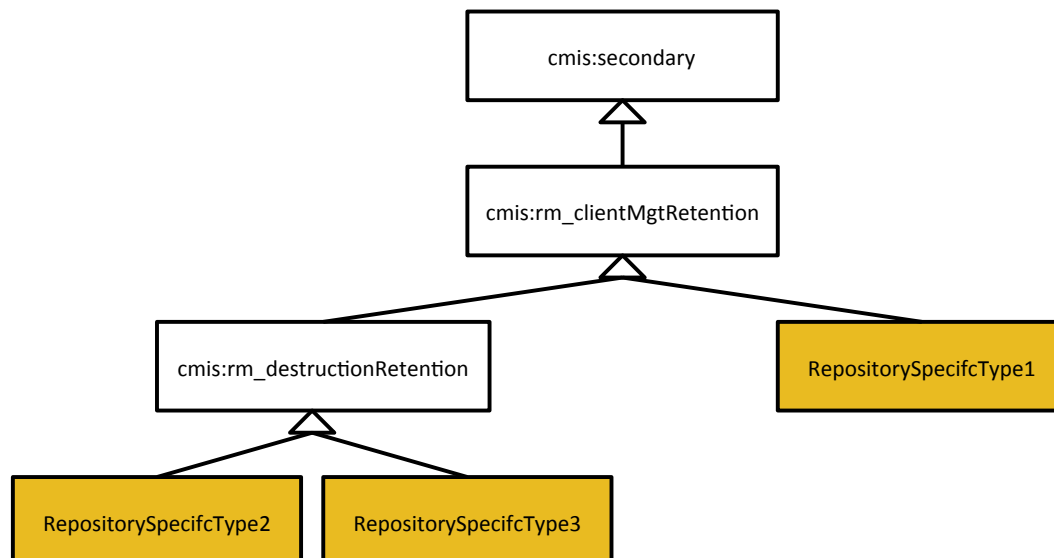 cmis:secondary
cmis:rm_clientMgtRetention
cmis:rm_destructionRetention
RepositorySpecifcType1
RepositorySpecifcType2
RepositorySpecifcType3